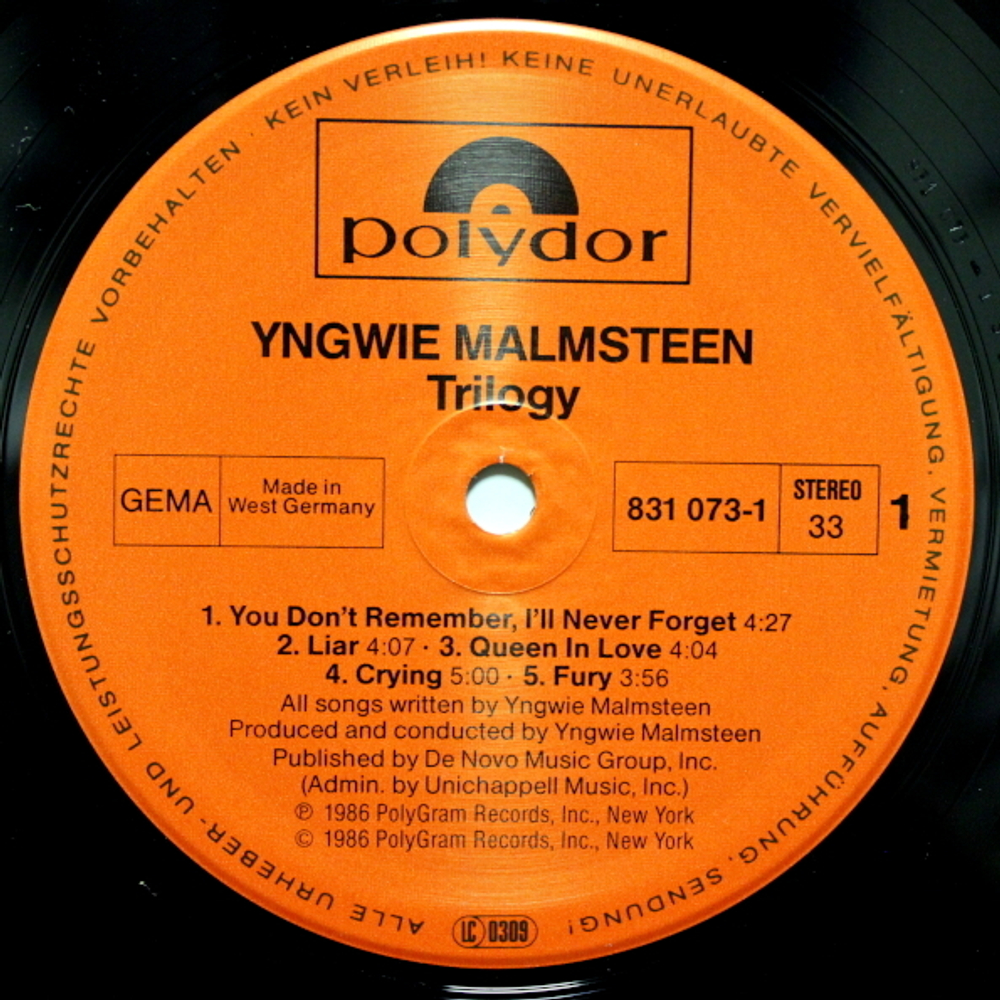 ALLE URHEBER- UND LEISTUNGSSCHUTZRECHTE VORBEHALTEN · KEIN VERLEIH! KEINE UNERLAUBTE VERVIELFÄLTIGUNG, VERMIETUNG, AUFFÜHRUNG, SENDUNG!
polydor
YNGWIE MALMSTEEN
Trilogy
GEMA
Made in
West Germany
831 073-1
STEREO
33
1
1. You Don't Remember, I'll Never Forget 4:27
2. Liar 4:07 · 3. Queen In Love 4:04
4. Crying 5:00 · 5. Fury 3:56
All songs written by Yngwie Malmsteen
Produced and conducted by Yngwie Malmsteen
Published by De Novo Music Group, Inc.
(Admin. by Unichappell Music, Inc.)
℗ 1986 PolyGram Records, Inc., New York
© 1986 PolyGram Records, Inc., New York
LC 0309